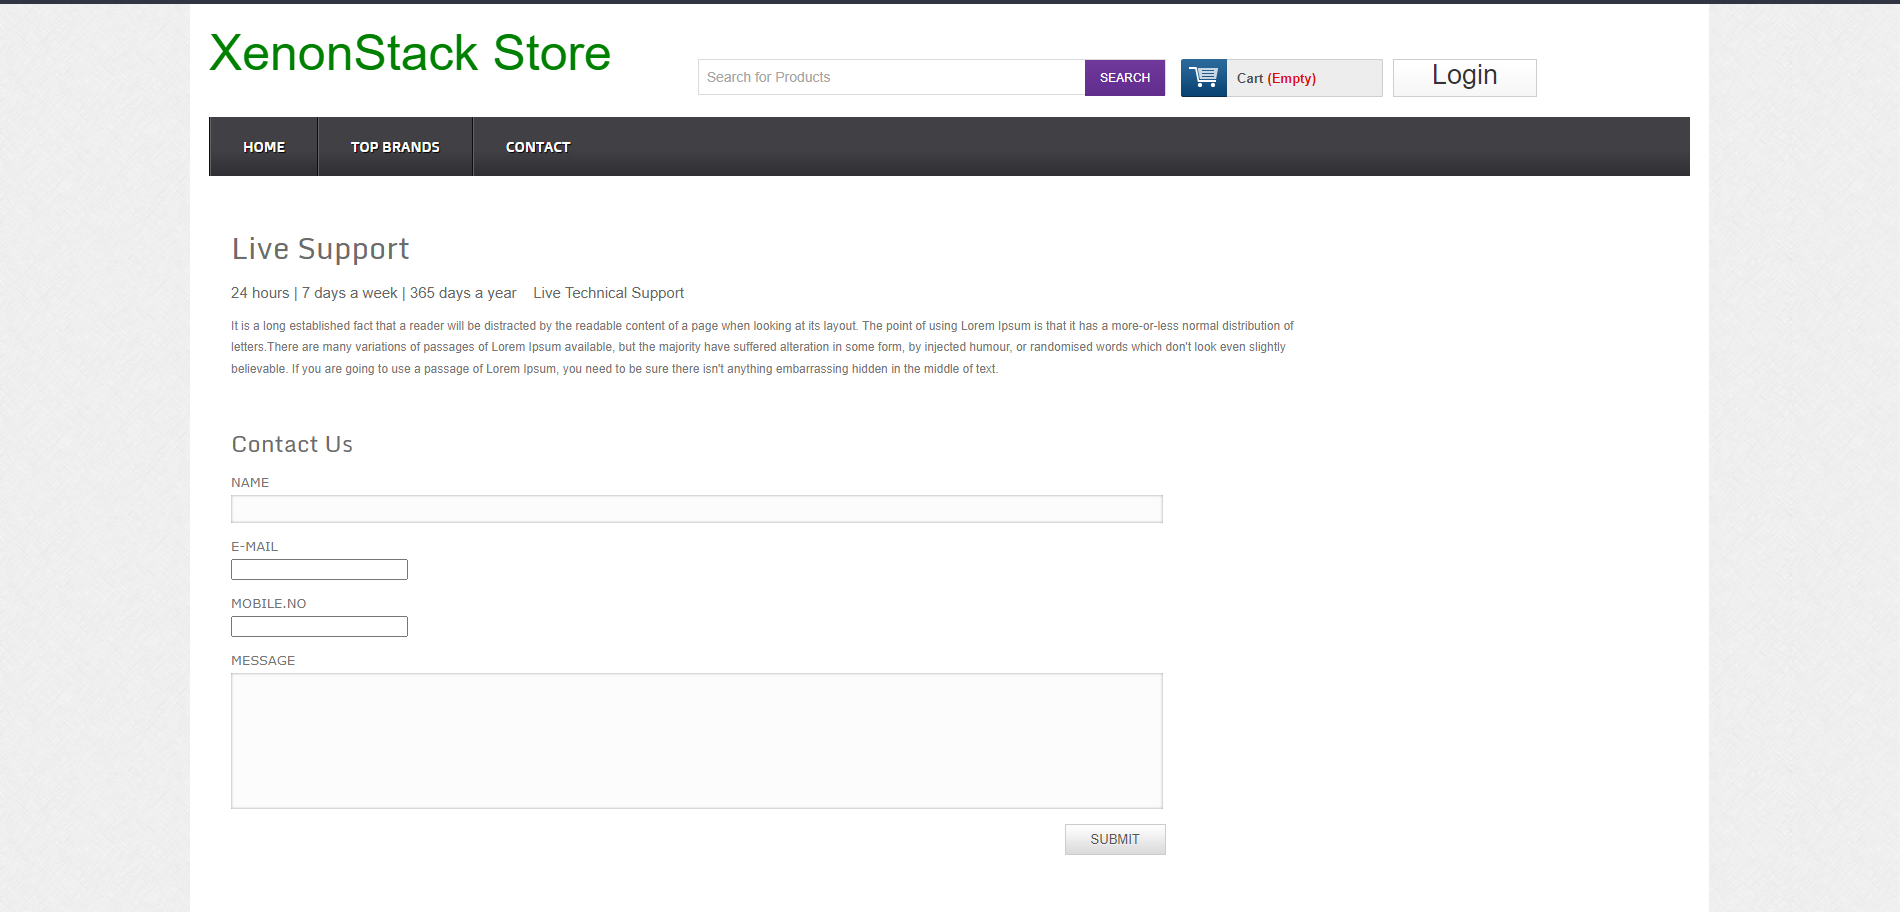 XenonStack Store
Search for Products
SEARCH
Cart (Empty)
Login
HOME
TOP BRANDS
CONTACT
Live Support
24 hours | 7 days a week | 365 days a year    Live Technical Support
It is a long established fact that a reader will be distracted by the readable content of a page when looking at its layout. The point of using Lorem Ipsum is that it has a more-or-less normal distribution of
letters.There are many variations of passages of Lorem Ipsum available, but the majority have suffered alteration in some form, by injected humour, or randomised words which don't look even slightly
believable. If you are going to use a passage of Lorem Ipsum, you need to be sure there isn't anything embarrassing hidden in the middle of text.
Contact Us
NAME
E-MAIL
MOBILE.NO
MESSAGE
SUBMIT